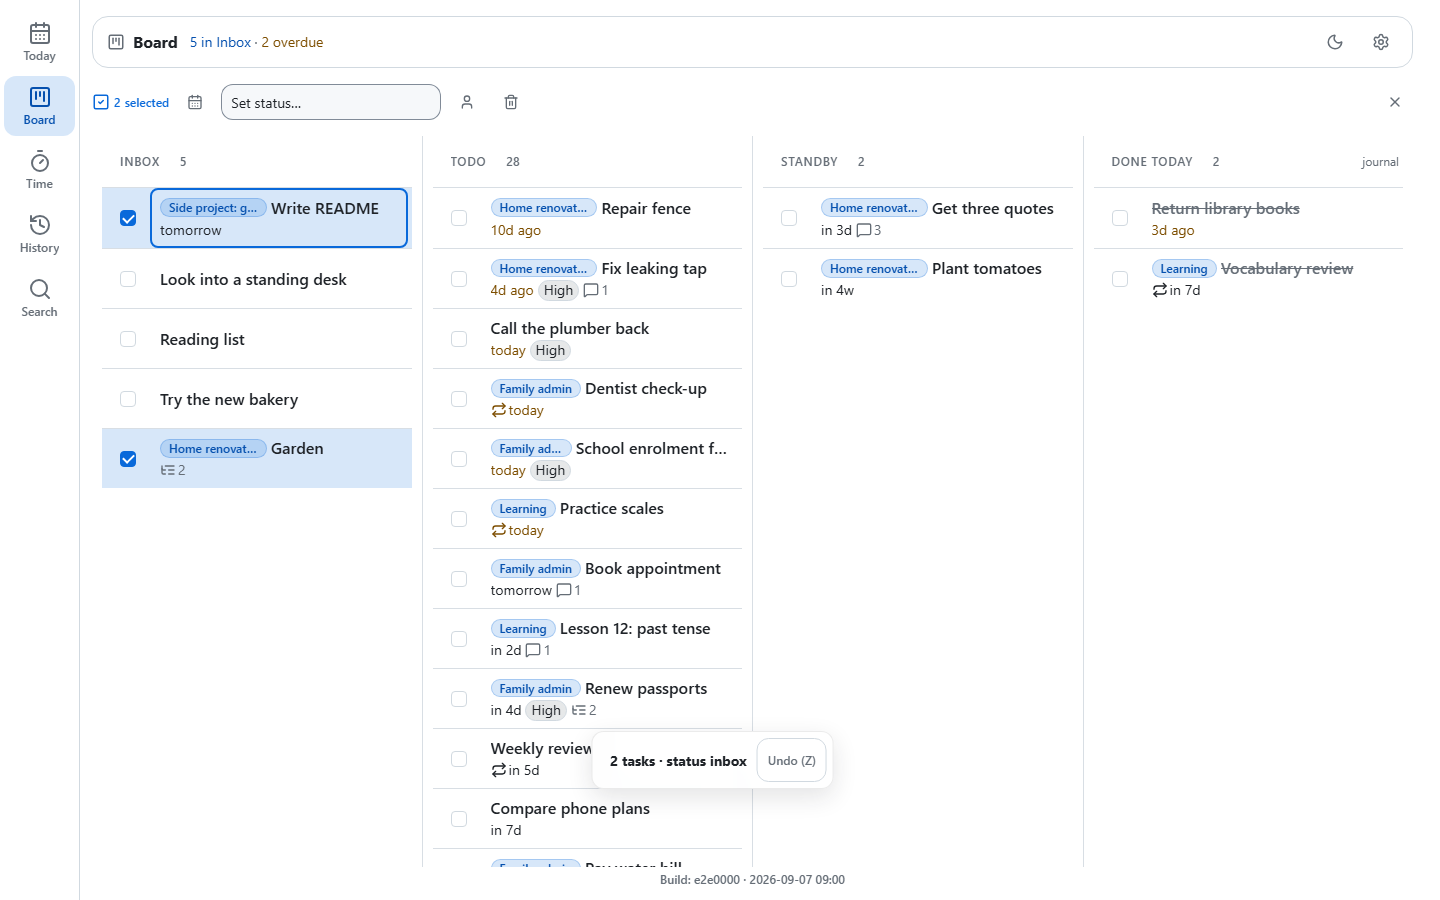 Today
Board
Time
History
Search
Board 5 in Inbox · 2 overdue
2 selected
Set status...
INBOX 5
Side project: g... Write README
tomorrow
Look into a standing desk
Reading list
Try the new bakery
Home renovat... Garden
2
TODO 28
Home renovat... Repair fence
10d ago
Home renovat... Fix leaking tap
4d ago High 1
Call the plumber back
today High
Family admin Dentist check-up
today
Family ad... School enrolment f...
today High
Learning Practice scales
today
Family admin Book appointment
tomorrow 1
Learning Lesson 12: past tense
in 2d 1
Family admin Renew passports
in 4d High 2
Weekly review
in 5d
Compare phone plans
in 7d
STANDBY 2
Home renovat... Get three quotes
in 3d 3
Home renovat... Plant tomatoes
in 4w
DONE TODAY 2 journal
Return library books
3d ago
Learning Vocabulary review
in 7d
2 tasks · status inbox Undo (Z)
Build: e2e0000 · 2026-09-07 09:00